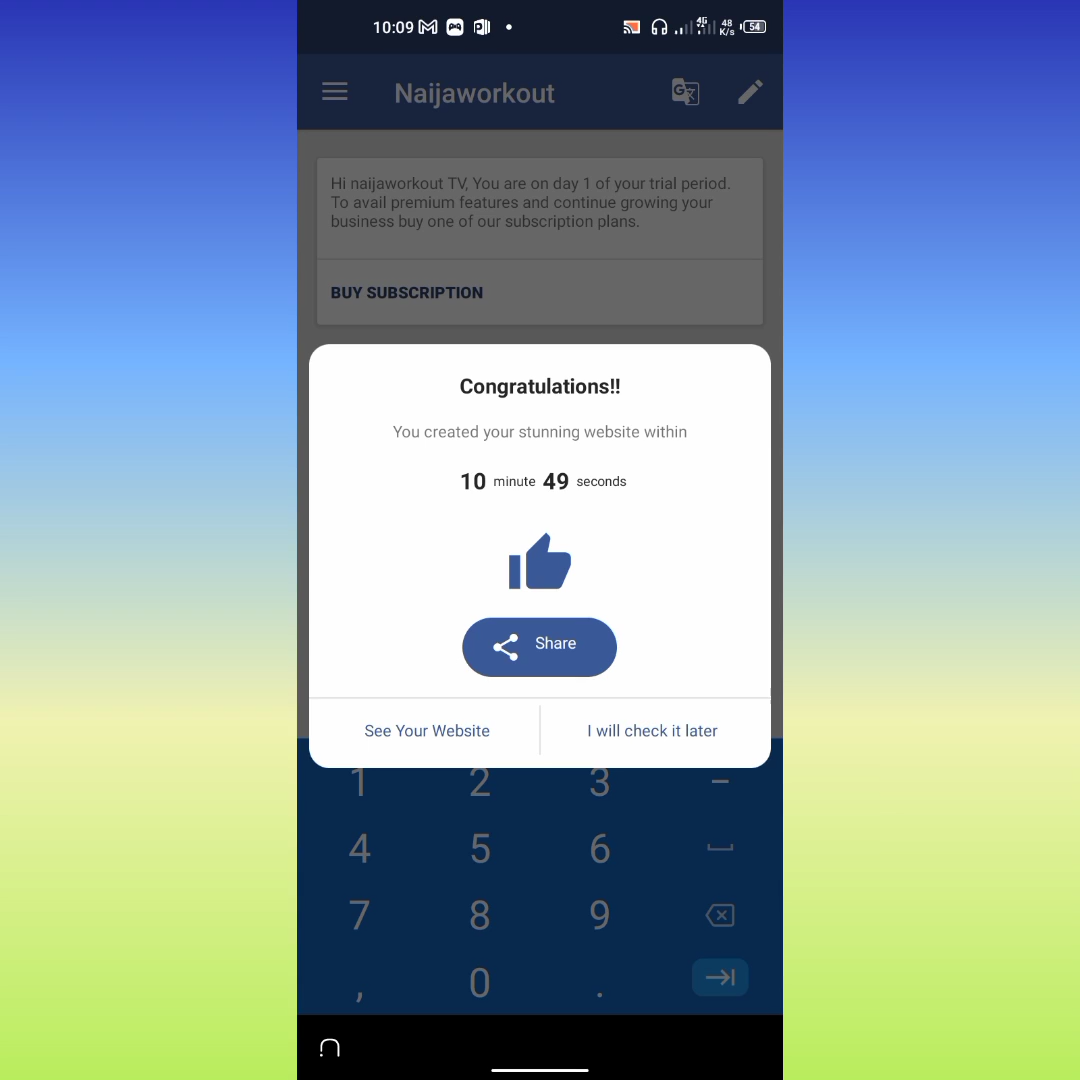 10:09
4G
48
K/s
54
Naijaworkout
G
Hi naijaworkout TV, You are on day 1 of your trial period.
To avail premium features and continue growing your
business buy one of our subscription plans.
BUY SUBSCRIPTION
Congratulations!!
You created your stunning website within
10 minute 49 seconds
Share
See Your Website
I will check it later
1 2 3 –
4 5 6
7 8 9
, 0 .